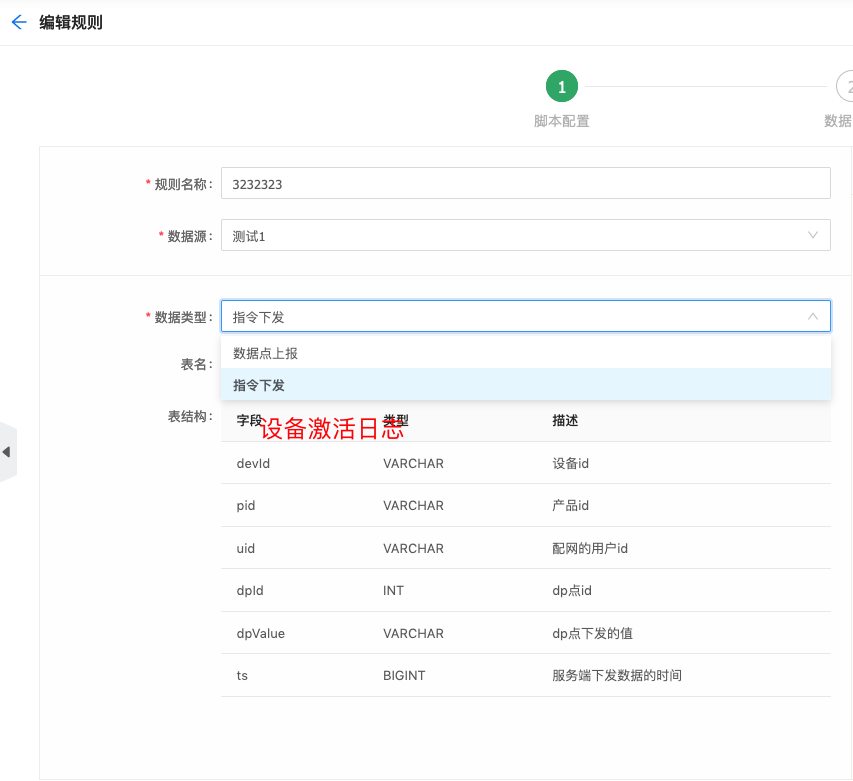 编辑规则
1
2
脚本配置
数据
* 规则名称: 3232323
* 数据源: 测试1
* 数据类型: 指令下发
数据点上报
表名:
指令下发
表结构: 字段 类型 描述
设备激活日志
devId VARCHAR 设备id
pid VARCHAR 产品id
uid VARCHAR 配网的用户id
dpId INT dp点id
dpValue VARCHAR dp点下发的值
ts BIGINT 服务端下发数据的时间